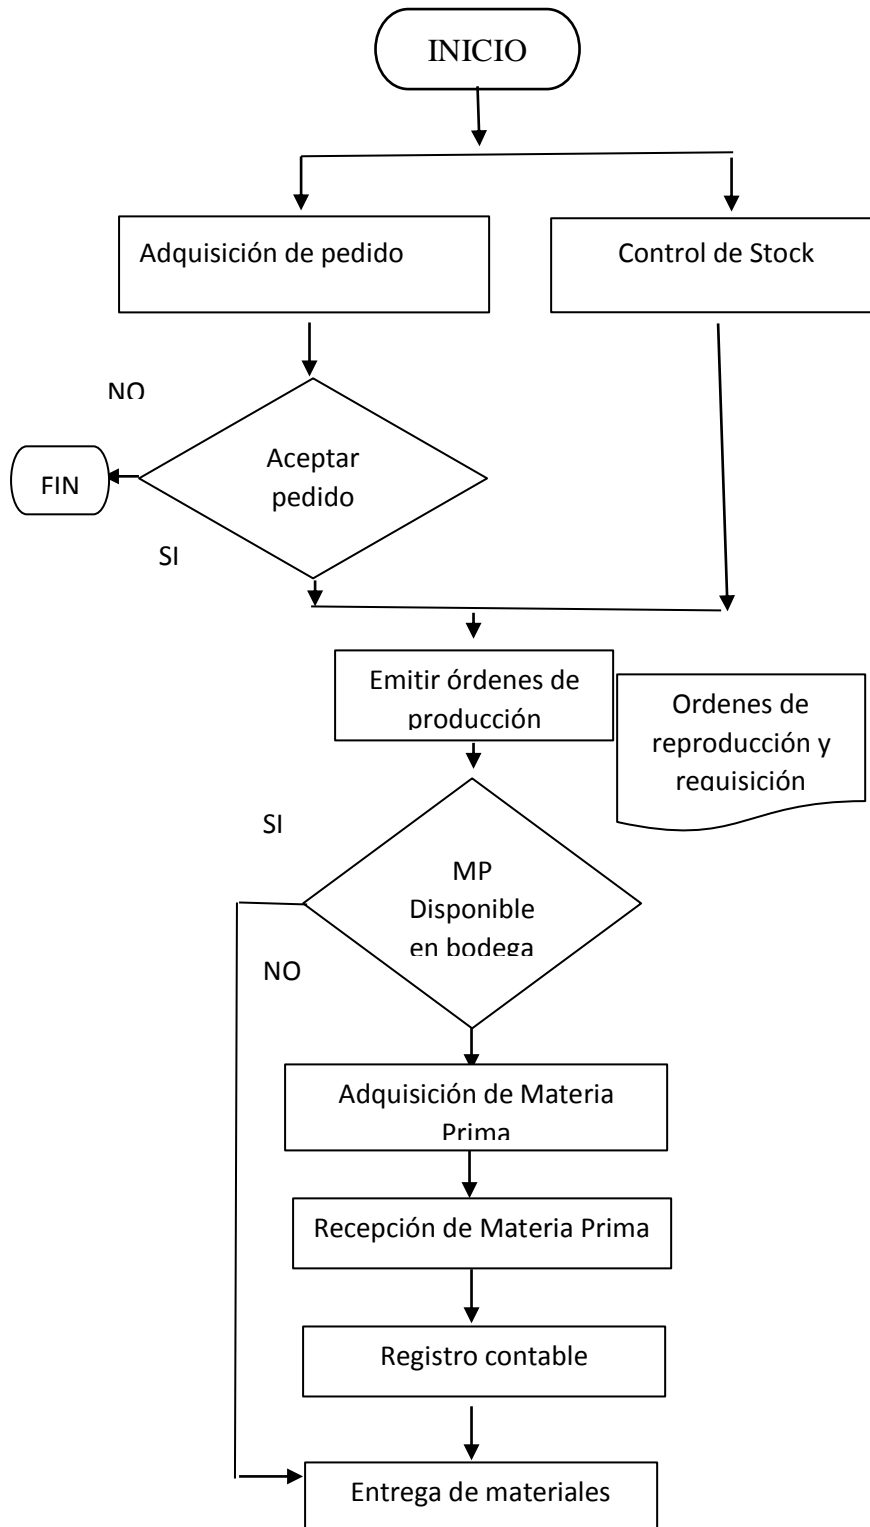 INICIO
Adquisición de pedido
Control de Stock
NO
Aceptar
pedido
FIN
SI
Emitir órdenes de
producción
Ordenes de
reproducción y
requisición
SI
MP
Disponible
en bodega
NO
Adquisición de Materia
Prima
Recepción de Materia Prima
Registro contable
Entrega de materiales